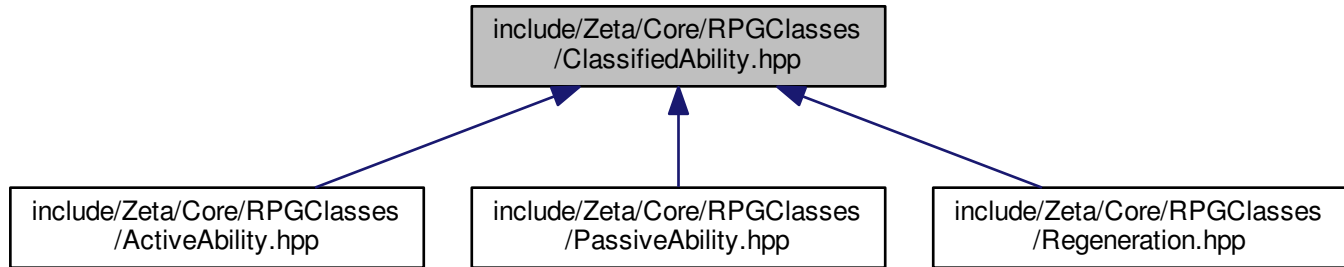 include/Zeta/Core/RPGClasses
/ClassifiedAbility.hpp
include/Zeta/Core/RPGClasses
/ActiveAbility.hpp
include/Zeta/Core/RPGClasses
/PassiveAbility.hpp
include/Zeta/Core/RPGClasses
/Regeneration.hpp